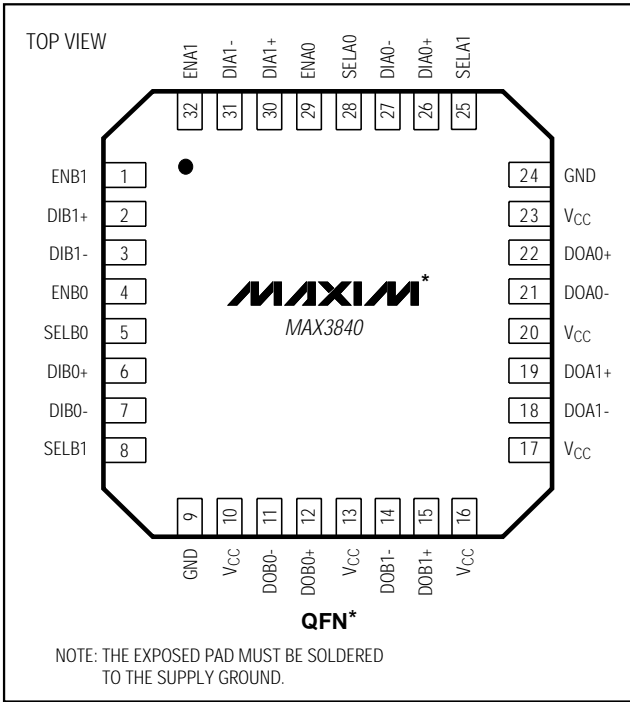 TOP VIEW
ENA1
DIA1-
DIA1+
ENA0
SELA0
DIA0-
DIA0+
SELA1
32
31
30
29
28
27
26
25
ENB1 1
DIB1+ 2
DIB1- 3
ENB0 4
SELB0 5
DIB0+ 6
DIB0- 7
SELB1 8
MAXIM*
MAX3840
24 GND
23 VCC
22 DOA0+
21 DOA0-
20 VCC
19 DOA1+
18 DOA1-
17 VCC
9
10
11
12
13
14
15
16
GND
VCC
DOB0-
DOB0+
VCC
DOB1-
DOB1+
VCC
QFN*
NOTE: THE EXPOSED PAD MUST BE SOLDERED
TO THE SUPPLY GROUND.